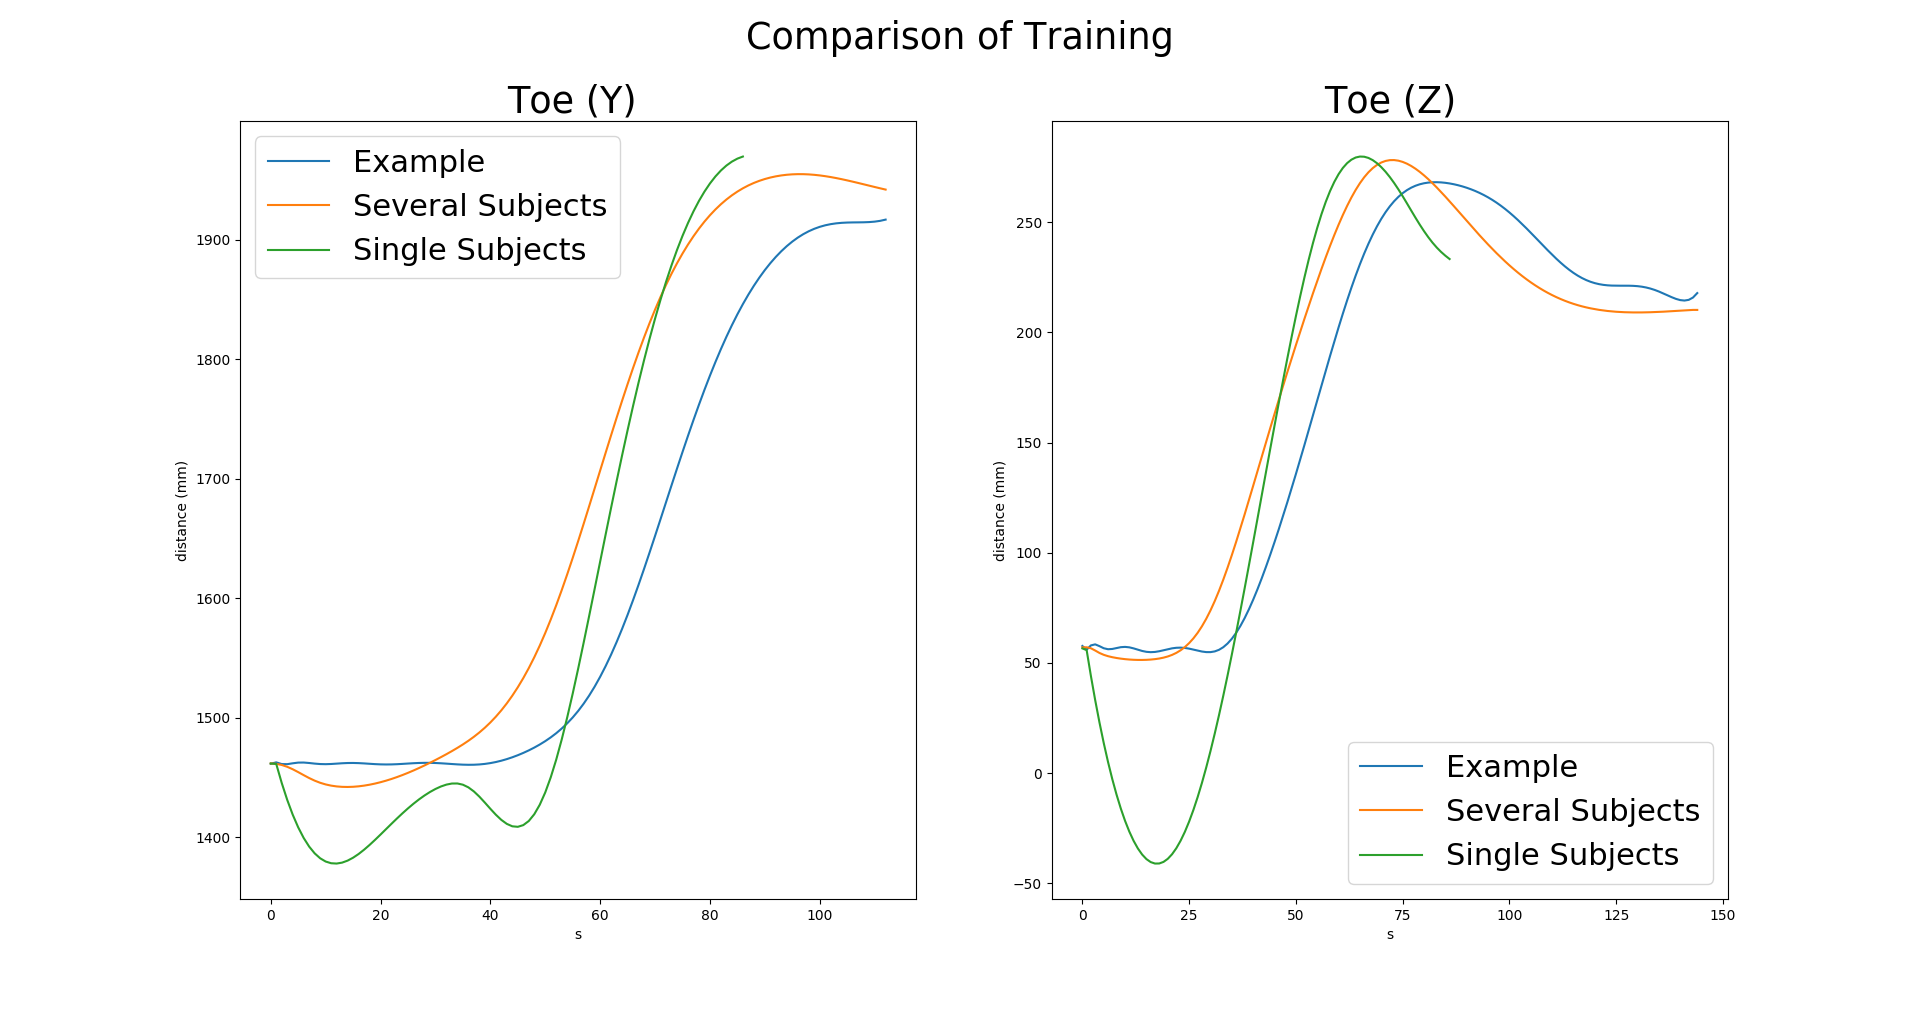 Comparison of Training
Toe (Y)
Example
Several Subjects
Single Subjects
1900
1800
1700
1600
1500
1400
distance (mm)
0 20 40 60 80 100
s
Toe (Z)
250
200
150
100
50
0
−50
distance (mm)
Example
Several Subjects
Single Subjects
0 25 50 75 100 125 150
s